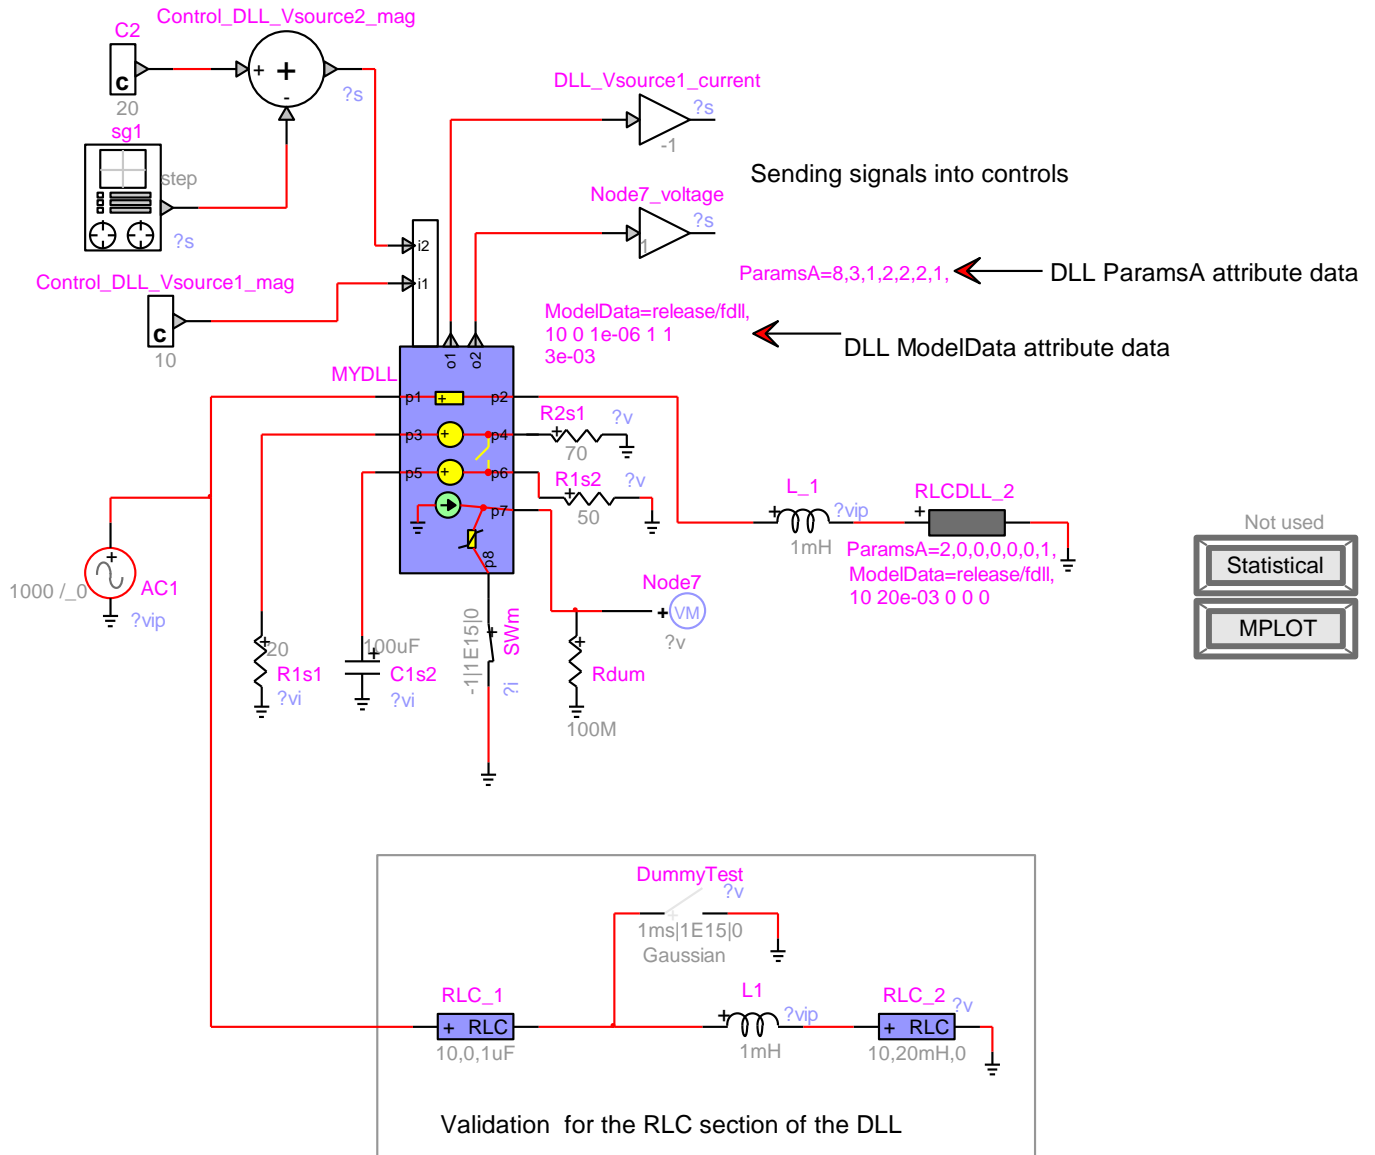 Control_DLL_Vsource2_mag
C2
+
+
-
c
20
?s
sg1
step
?s
DLL_Vsource1_current
?s
-1
Sending signals into controls
Node7_voltage
?s
1
i2
i1
Control_DLL_Vsource1_mag
c
10
ParamsA=8,3,1,2,2,2,1,
DLL ParamsA attribute data
ModelData=release/fdll,
10 0 1e-06 1 1
3e-03
DLL ModelData attribute data
o1
o2
MYDLL
p1
+
p2
p3
+
p4
p5
+
p6
p7
p8
+
R2s1
?v
70
+
R1s2
?v
50
+
L_1
?vip
1mH
+
RLCDLL_2
ParamsA=2,0,0,0,0,0,1,
ModelData=release/fdll,
10 20e-03 0 0 0
Not used
Statistical
MPLOT
+
1000 /_0
AC1
?vip
+
20
R1s1
?vi
100uF
+
C1s2
?vi
-1|1E15|0
+
SWm
?i
Node7
+
VM
?v
+
Rdum
100M
DummyTest
?v
+
1ms|1E15|0
Gaussian
RLC_1
+ RLC
10,0,1uF
L1
+
?vip
1mH
RLC_2
?v
+ RLC
10,20mH,0
Validation for the RLC section of the DLL